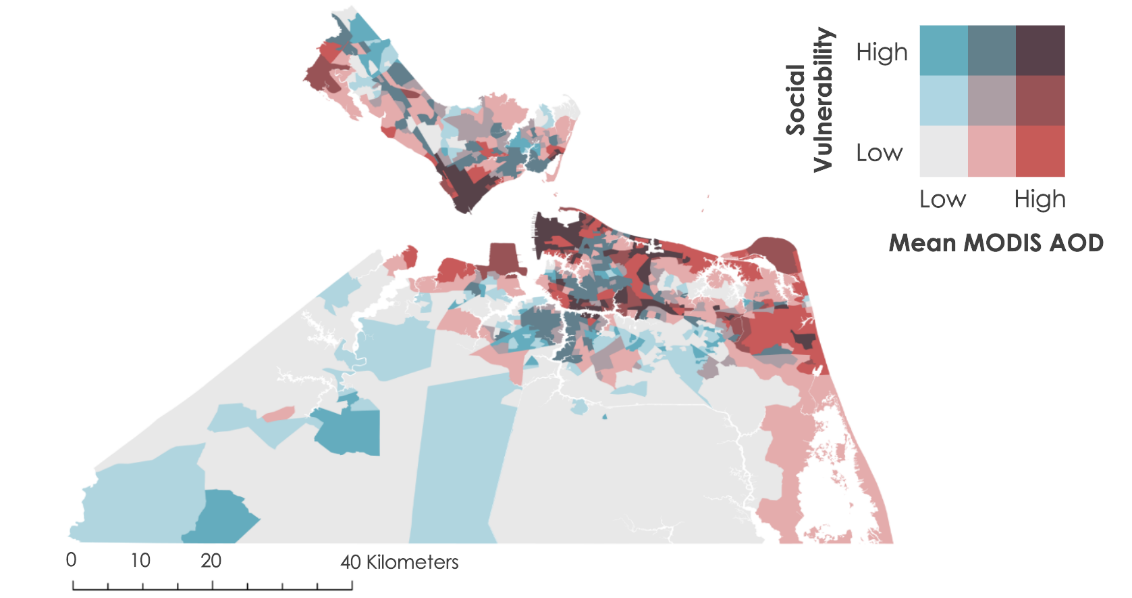 Social
Vulnerability
High
Low
Low
High
Mean MODIS AOD
0
10
20
40 Kilometers